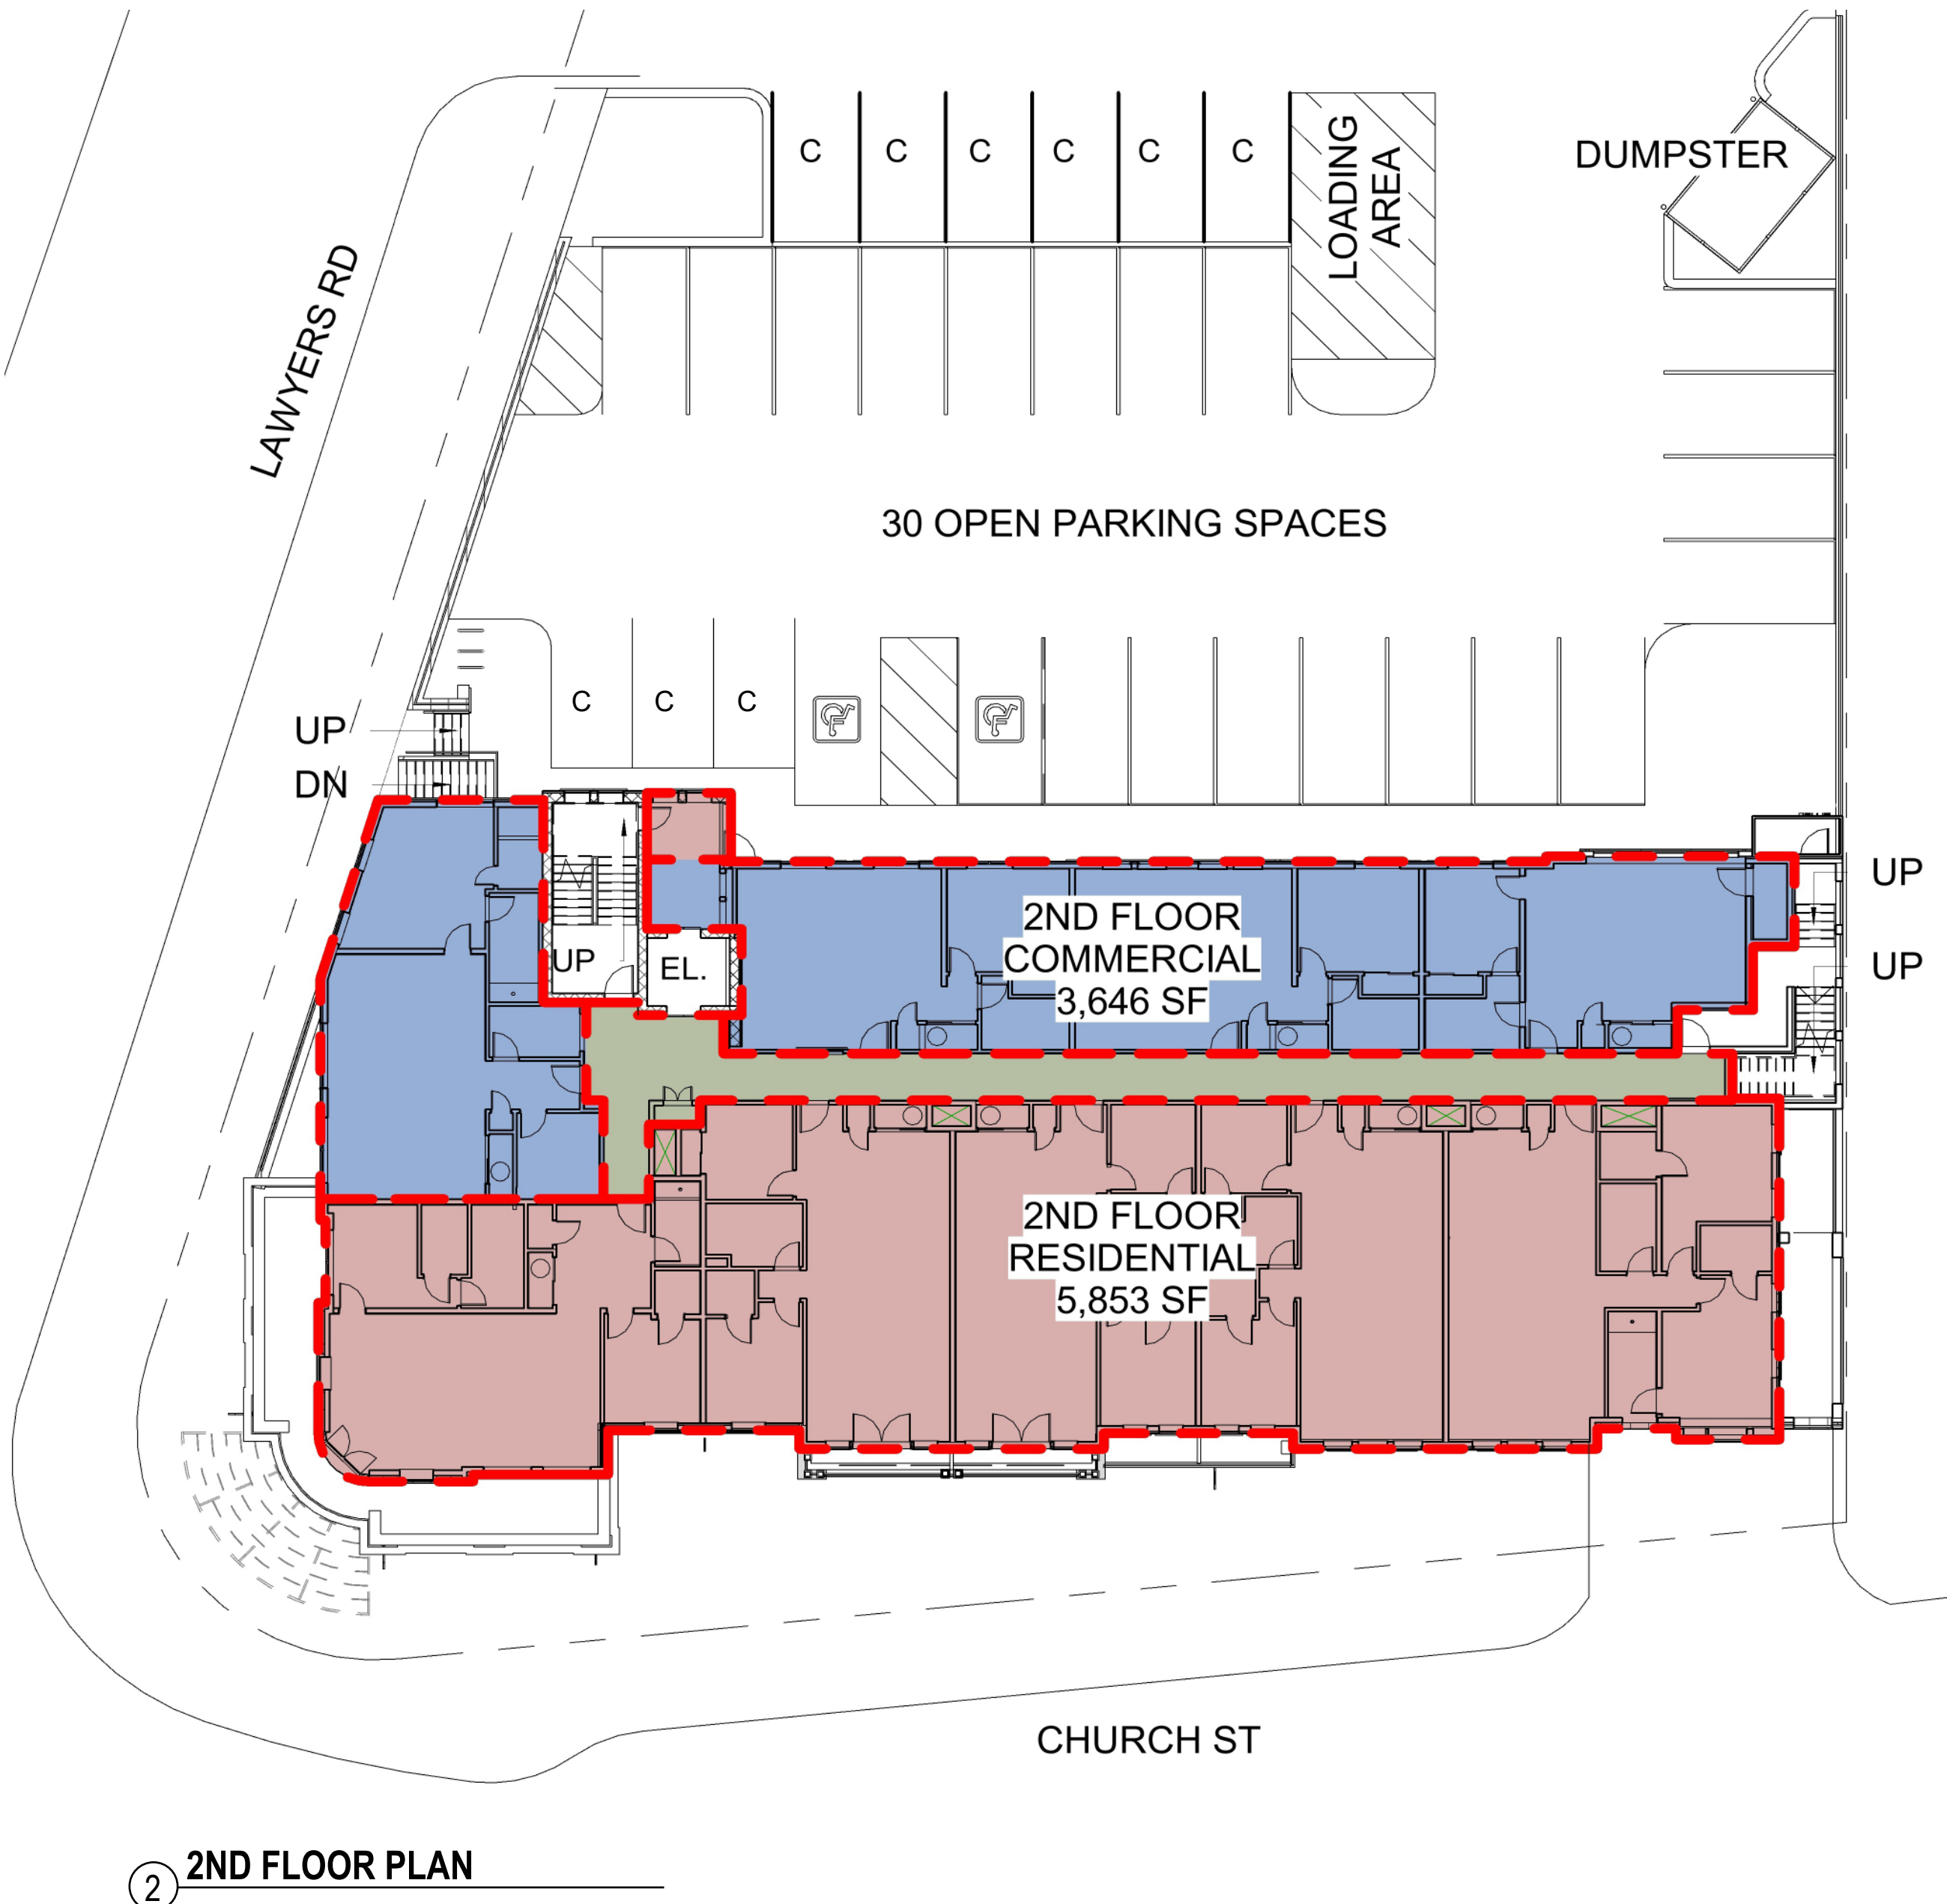 C C C C C C
LOADING
AREA
DUMPSTER
LAWYERS RD
30 OPEN PARKING SPACES
C C C
UP
DN
UP
EL.
2ND FLOOR
COMMERCIAL
3,646 SF
UP
UP
2ND FLOOR
RESIDENTIAL
5,853 SF
CHURCH ST
2 2ND FLOOR PLAN